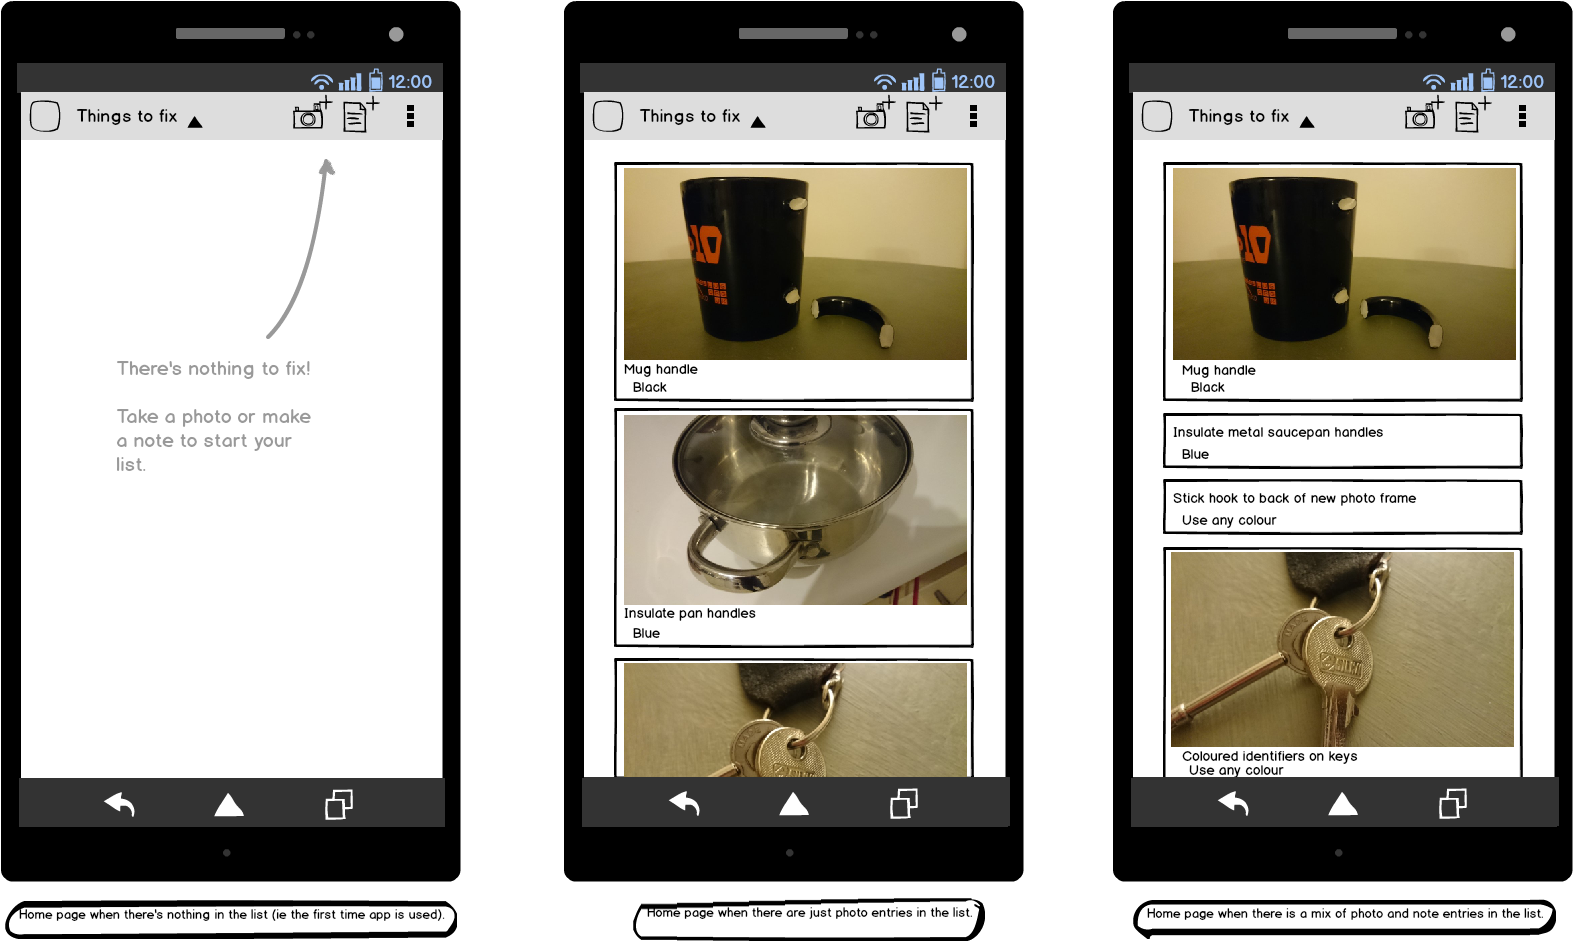 12:00
Things to fix
There's nothing to fix!
Take a photo or make
a note to start your
list.
Home page when there's nothing in the list (ie the first time app is used).
12:00
Things to fix
10
Mug handle
Black
Insulate pan handles
Blue
Home page when there are just photo entries in the list.
12:00
Things to fix
10
Mug handle
Black
Insulate metal saucepan handles
Blue
Stick hook to back of new photo frame
Use any colour
Coloured identifiers on keys
Use any colour
Home page when there is a mix of photo and note entries in the list.